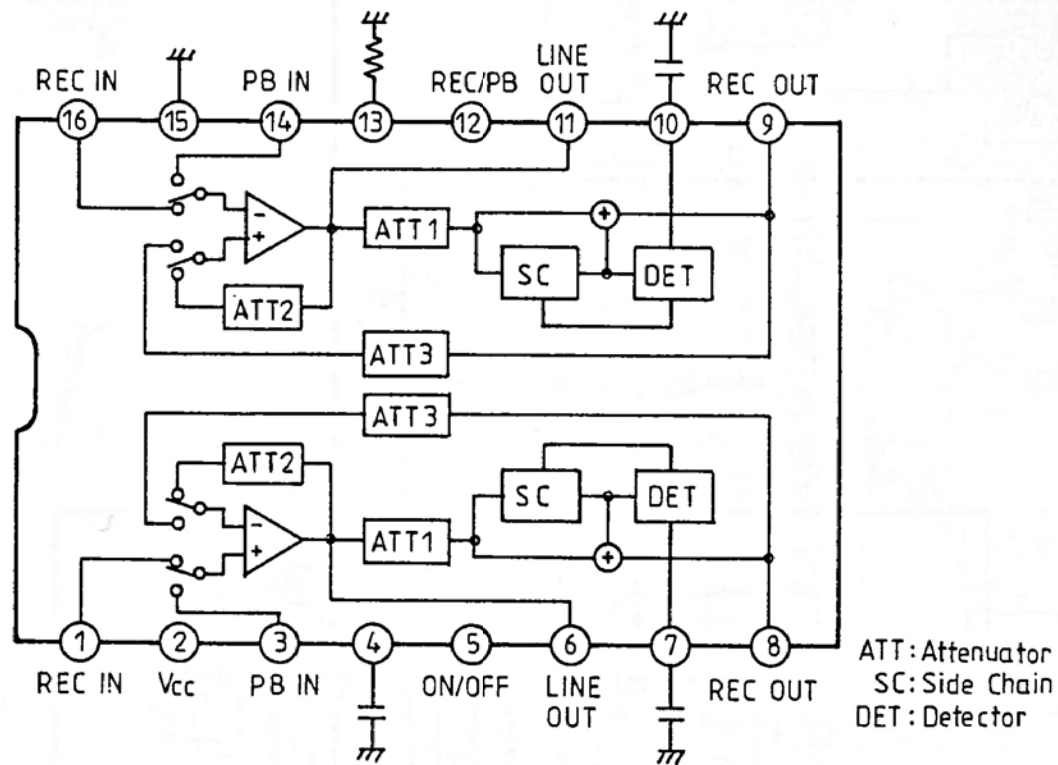 REC IN
PB IN
REC/PB
LINE
OUT
REC OUT
16
15
14
13
12
11
10
9
-
+
ATT1
+
SC
DET
ATT2
ATT3
ATT3
ATT2
SC
DET
-
+
ATT1
+
1
2
3
4
5
6
7
8
REC IN
Vcc
PB IN
ON/OFF
LINE
OUT
REC OUT
ATT: Attenuator
SC: Side Chain
DET: Detector